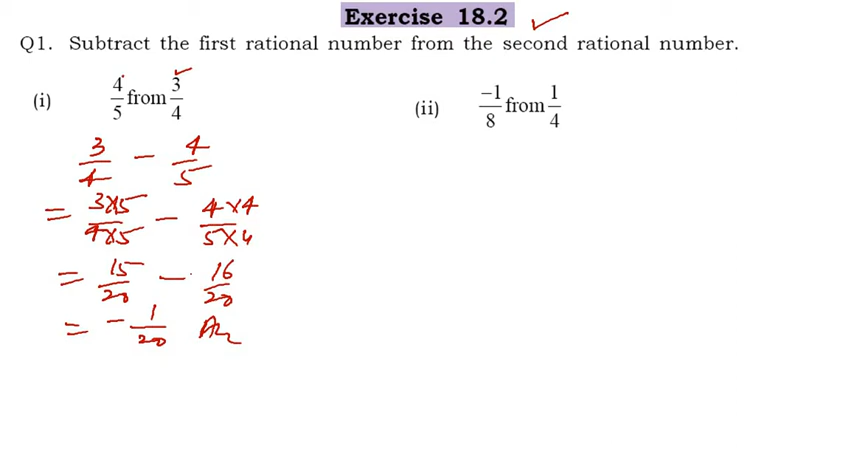 Exercise 18.2
Q1. Subtract the first rational number from the second rational number.
(i) 4/5 from 3/4 (ii) -1/8 from 1/4
3/4 - 4/5
= 3×5/4×5 - 4×4/5×4
= 15/20 - 16/20
= -1/20 An